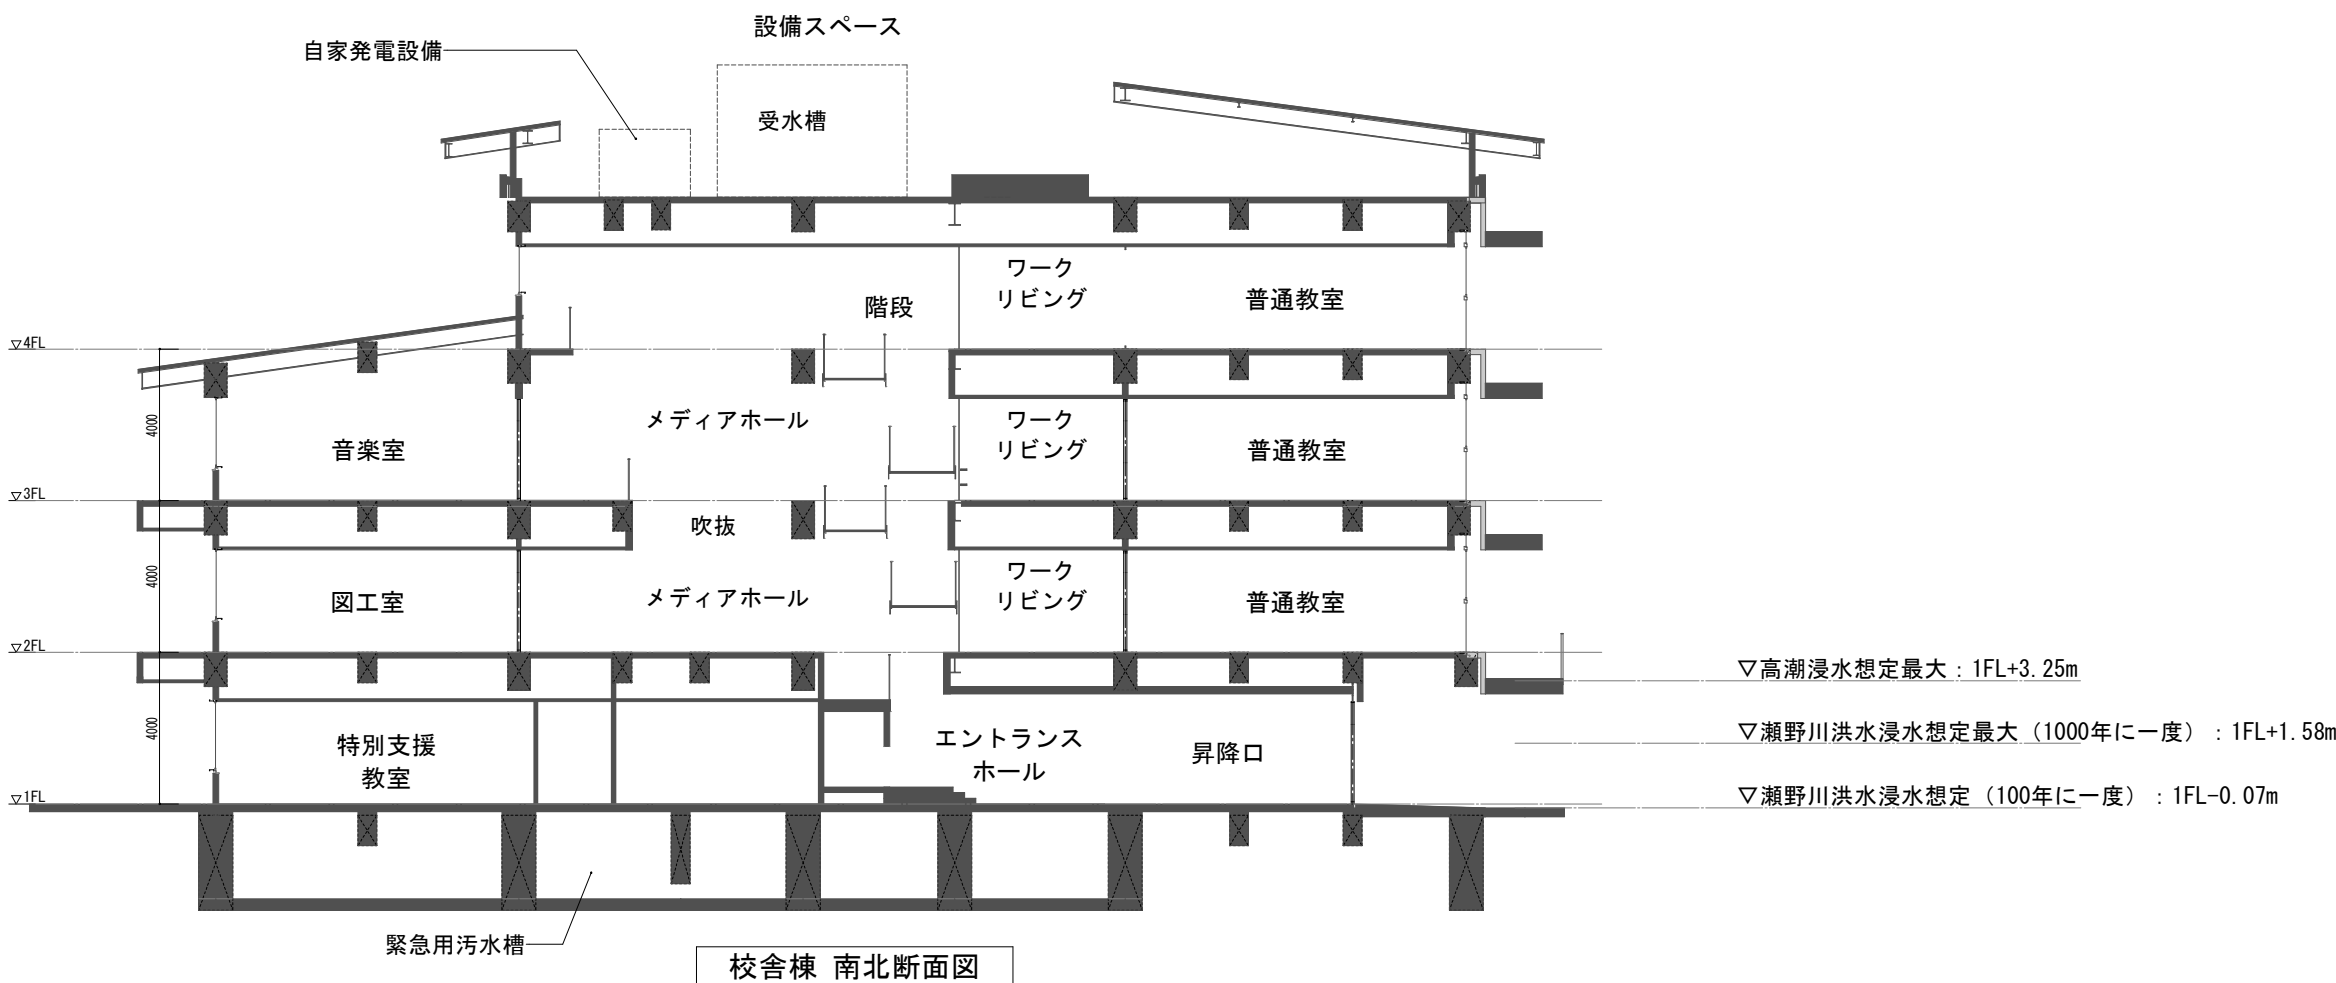 設備スペース
自家発電設備
受水槽
ワーク
リビング
普通教室
階段
▽4FL
4000
音楽室
メディアホール
ワーク
リビング
普通教室
▽3FL
吹抜
4000
図工室
メディアホール
ワーク
リビング
普通教室
▽2FL
▽高潮浸水想定最大：1FL+3.25m
4000
特別支援
教室
エントランス
ホール
昇降口
▽瀬野川洪水浸水想定最大（1000年に一度）：1FL+1.58m
▽1FL
▽瀬野川洪水浸水想定（100年に一度）：1FL-0.07m
緊急用汚水槽
校舎棟 南北断面図